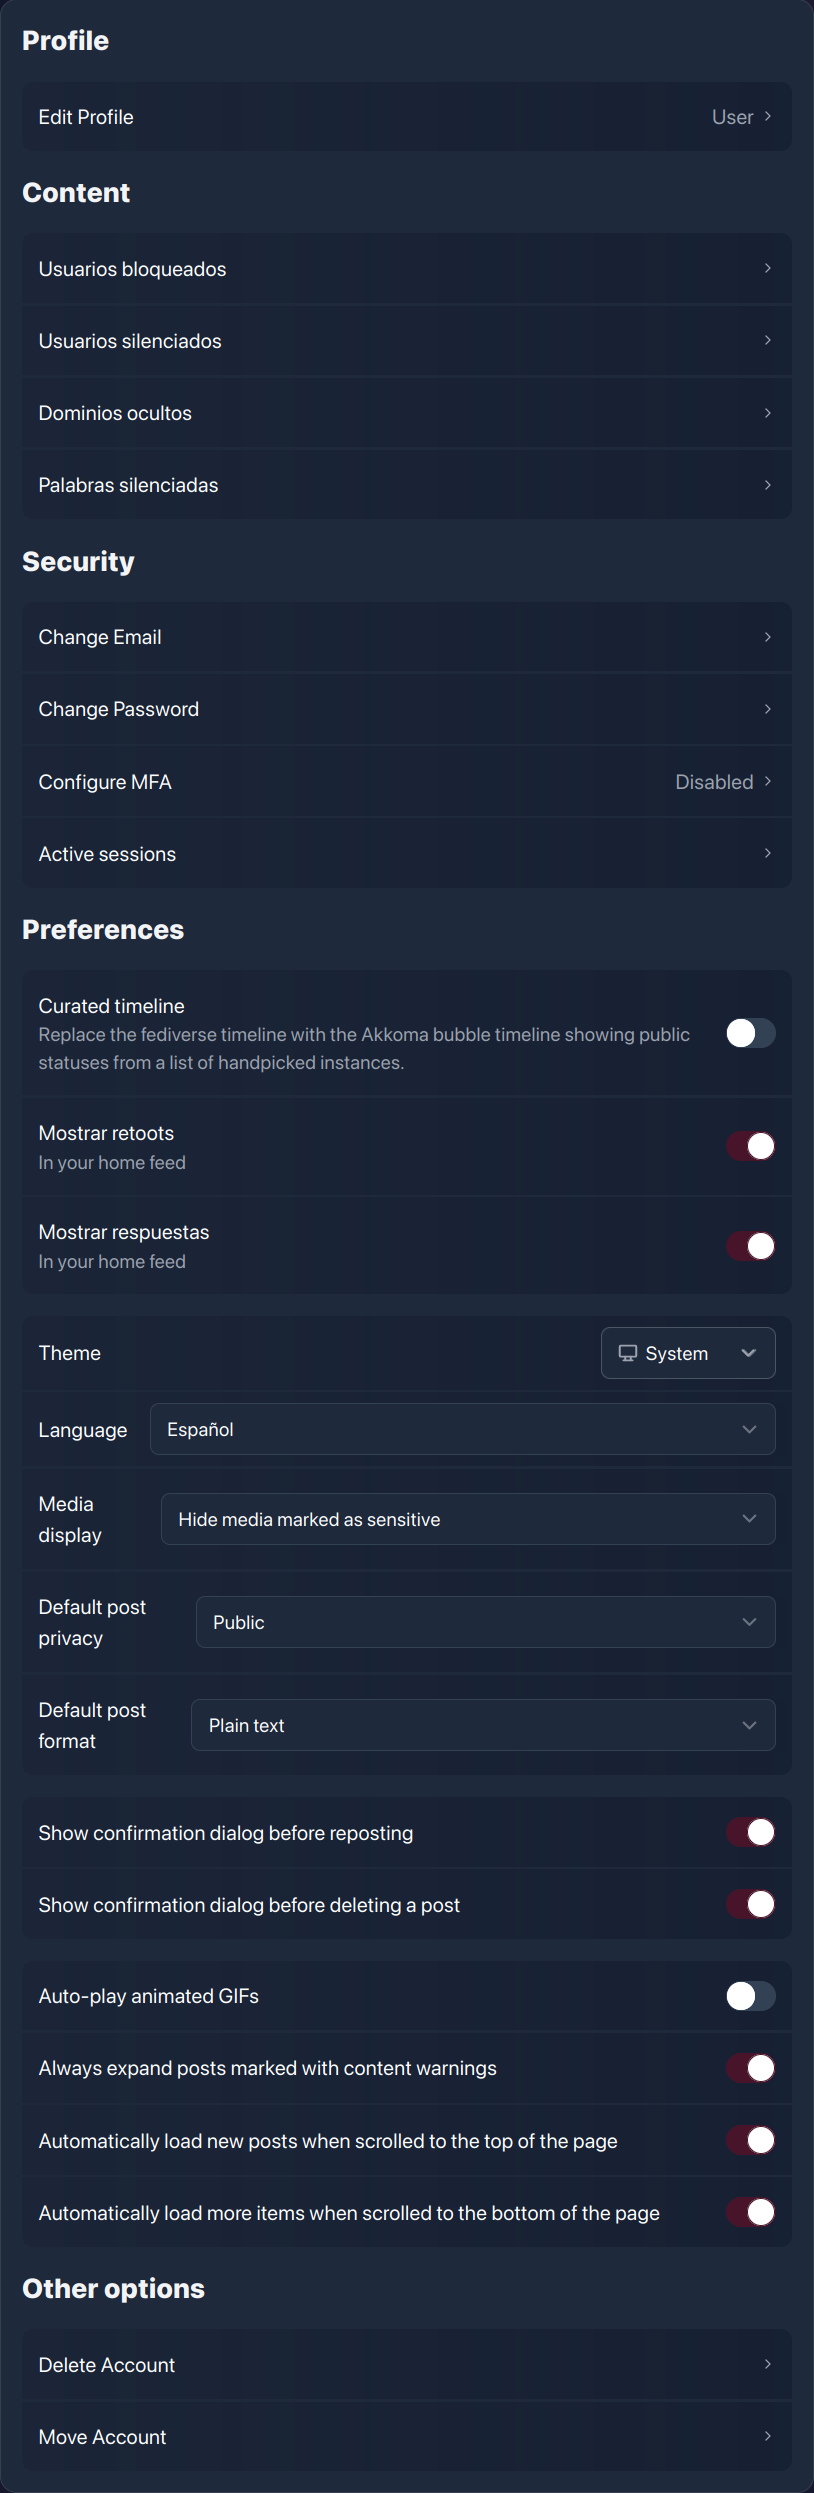 Profile
Edit Profile
User
Content
Usuarios bloqueados
Usuarios silenciados
Dominios ocultos
Palabras silenciadas
Security
Change Email
Change Password
Configure MFA
Disabled
Active sessions
Preferences
Curated timeline
Replace the fediverse timeline with the Akkoma bubble timeline showing public
statuses from a list of handpicked instances.
Mostrar retoots
In your home feed
Mostrar respuestas
In your home feed
Theme
System
Language
Español
Media
display
Hide media marked as sensitive
Default post
privacy
Public
Default post
format
Plain text
Show confirmation dialog before reposting
Show confirmation dialog before deleting a post
Auto-play animated GIFs
Always expand posts marked with content warnings
Automatically load new posts when scrolled to the top of the page
Automatically load more items when scrolled to the bottom of the page
Other options
Delete Account
Move Account